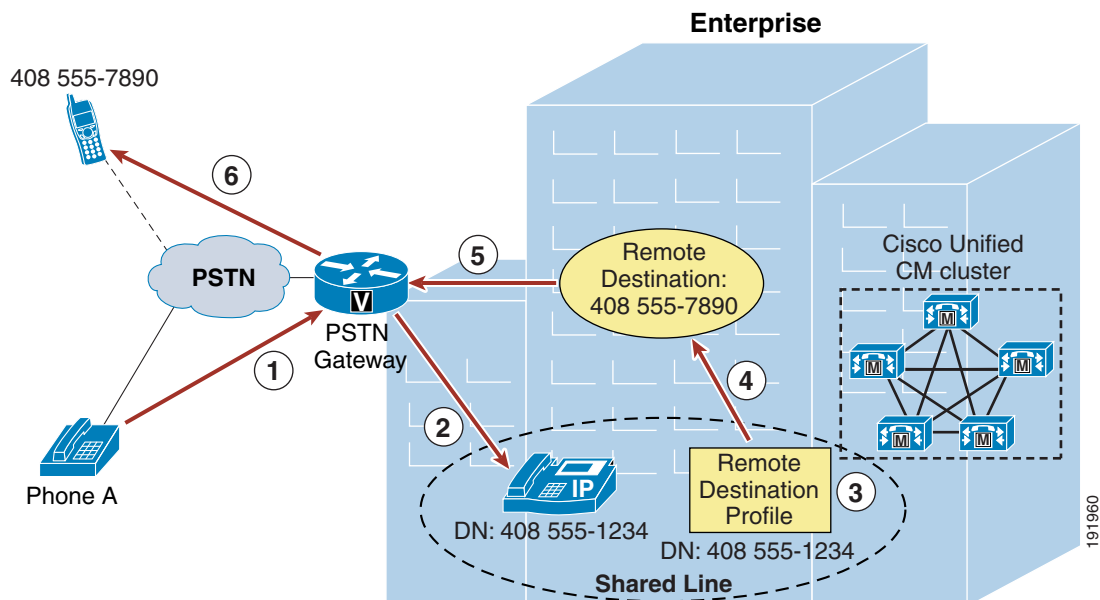 Enterprise
408 555-7890
6
5
Remote
Destination:
408 555-7890
Cisco Unified
CM cluster
M
M
M
M
M
PSTN
V
PSTN
Gateway
1
4
2
IP
Remote
Destination
Profile
3
Phone A
DN: 408 555-1234
DN: 408 555-1234
Shared Line
191960